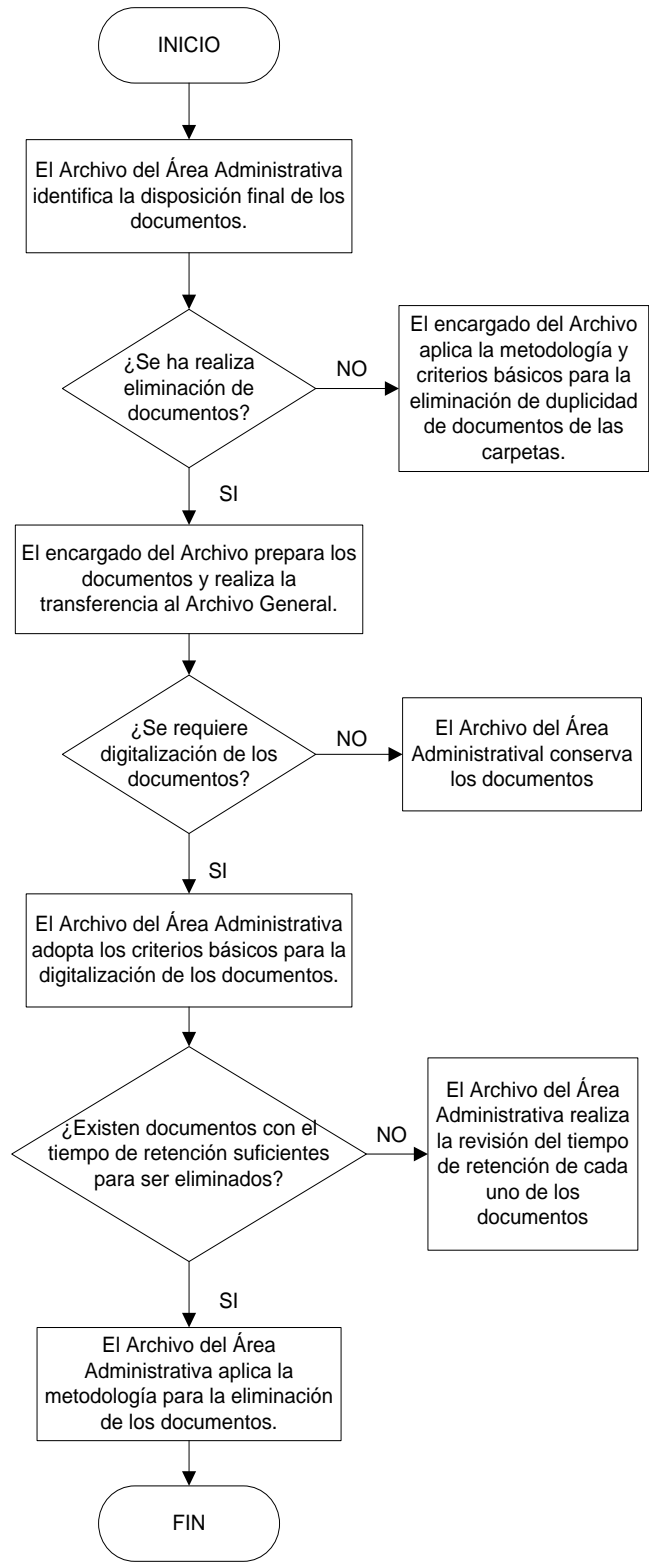 INICIO
El Archivo del Área Administrativa
identifica la disposición final de los
documentos.
¿Se ha realiza
eliminación de
documentos?
NO
El encargado del Archivo
aplica la metodología y
criterios básicos para la
eliminación de duplicidad
de documentos de las
carpetas.
SI
El encargado del Archivo prepara los
documentos y realiza la
transferencia al Archivo General.
¿Se requiere
digitalización de los
documentos?
NO
El Archivo del Área
Administratival conserva
los documentos
SI
El Archivo del Área Administrativa
adopta los criterios básicos para la
digitalización de los documentos.
¿Existen documentos con el
tiempo de retención suficientes
para ser eliminados?
NO
El Archivo del Área
Administrativa realiza
la revisión del tiempo
de retención de cada
uno de los
documentos
SI
El Archivo del Área
Administrativa aplica la
metodología para la eliminación
de los documentos.
FIN